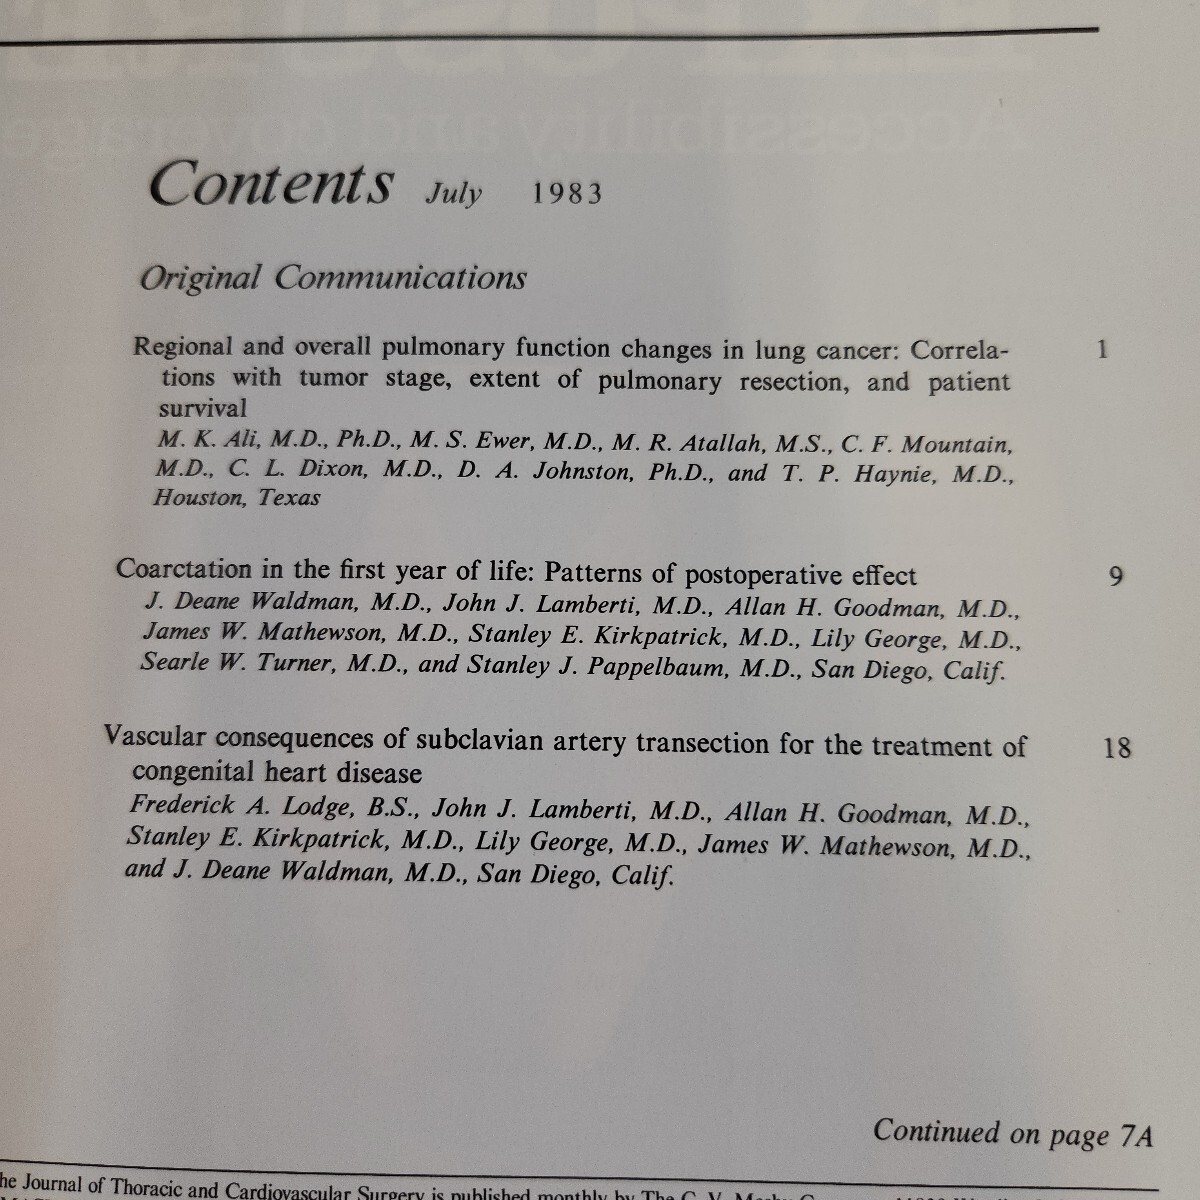 Contents July 1983
Original Communications
Regional and overall pulmonary function changes in lung cancer: Correla- 1
tions with tumor stage, extent of pulmonary resection, and patient
survival
M. K. Ali, M.D., Ph.D., M. S. Ewer, M.D., M. R. Atallah, M.S., C. F. Mountain,
M.D., C. L. Dixon, M.D., D. A. Johnston, Ph.D., and T. P. Haynie, M.D.,
Houston, Texas
Coarctation in the first year of life: Patterns of postoperative effect 9
J. Deane Waldman, M.D., John J. Lamberti, M.D., Allan H. Goodman, M.D.,
James W. Mathewson, M.D., Stanley E. Kirkpatrick, M.D., Lily George, M.D.,
Searle W. Turner, M.D., and Stanley J. Pappelbaum, M.D., San Diego, Calif.
Vascular consequences of subclavian artery transection for the treatment of 18
congenital heart disease
Frederick A. Lodge, B.S., John J. Lamberti, M.D., Allan H. Goodman, M.D.,
Stanley E. Kirkpatrick, M.D., Lily George, M.D., James W. Mathewson, M.D.,
and J. Deane Waldman, M.D., San Diego, Calif.
Continued on page 7A
he Journal of Thoracic and Cardiovascular Surgery is published monthly by The C. V. Mosby